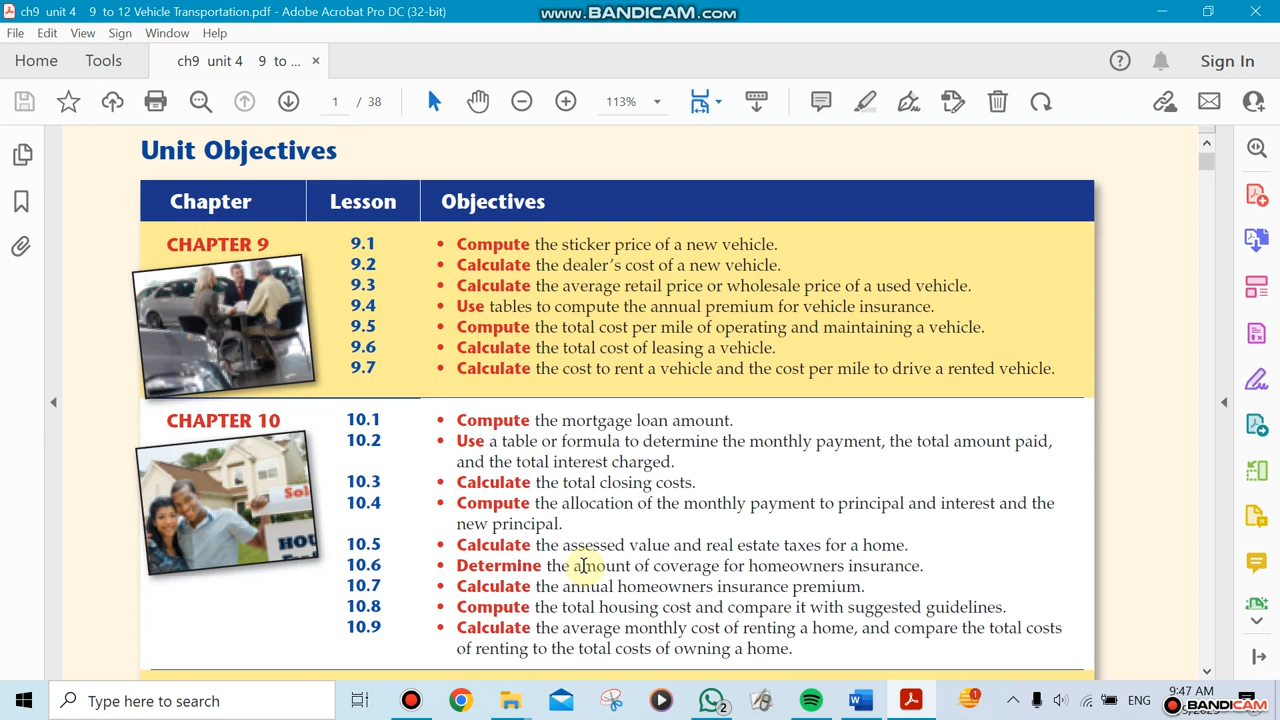 ch9 unit 4 9 to 12 Vehicle Transportation.pdf - Adobe Acrobat Pro DC (32-bit)
www.BANDICAM.com
File Edit View Sign Window Help
Home Tools ch9 unit 4 9 to ... × Sign In
1 / 38 113%
Unit Objectives
Chapter Lesson Objectives
CHAPTER 9 9.1 • Compute the sticker price of a new vehicle.
9.2 • Calculate the dealer's cost of a new vehicle.
9.3 • Calculate the average retail price or wholesale price of a used vehicle.
9.4 • Use tables to compute the annual premium for vehicle insurance.
9.5 • Compute the total cost per mile of operating and maintaining a vehicle.
9.6 • Calculate the total cost of leasing a vehicle.
9.7 • Calculate the cost to rent a vehicle and the cost per mile to drive a rented vehicle.
CHAPTER 10 10.1 • Compute the mortgage loan amount.
10.2 • Use a table or formula to determine the monthly payment, the total amount paid,
and the total interest charged.
10.3 • Calculate the total closing costs.
10.4 • Compute the allocation of the monthly payment to principal and interest and the
new principal.
10.5 • Calculate the assessed value and real estate taxes for a home.
10.6 • Determine the amount of coverage for homeowners insurance.
10.7 • Calculate the annual homeowners insurance premium.
10.8 • Compute the total housing cost and compare it with suggested guidelines.
10.9 • Calculate the average monthly cost of renting a home, and compare the total costs
of renting to the total costs of owning a home.
Type here to search 2 1 ENG 9:47 AM
BANDICAM